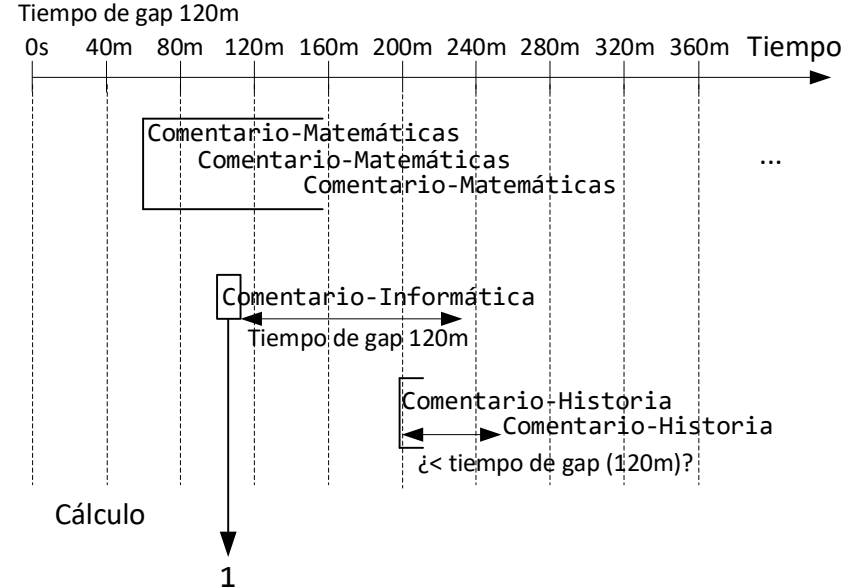 Tiempo de gap 120m
0s 40m 80m 120m 160m 200m 240m 280m 320m 360m Tiempo
Comentario-Matemáticas
Comentario-Matemáticas
...
Comentario-Matemáticas
Comentario-Informática
Tiempo de gap 120m
Comentario-Historia
Comentario-Historia
¿< tiempo de gap (120m)?
Cálculo
1